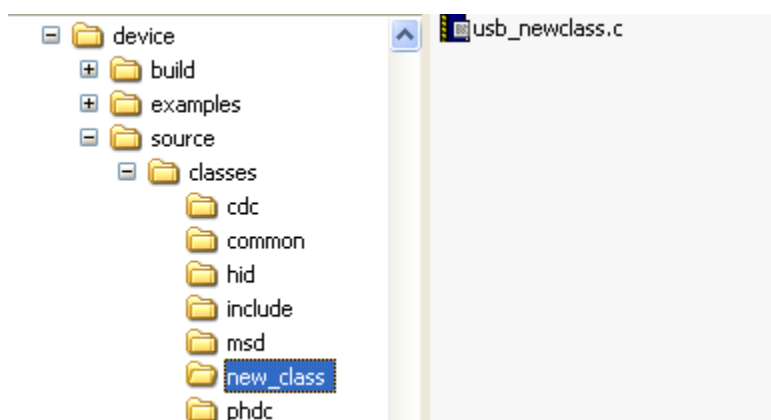 device
build
examples
source
classes
cdc
common
hid
include
msd
new_class
phdc
usb_newclass.c